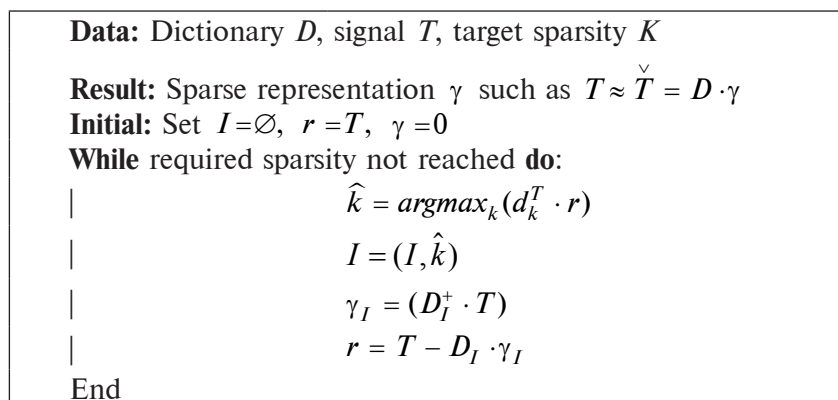 Data: Dictionary D, signal T, target sparsity K
Result: Sparse representation γ such as T ≈ Ť = D · γ
Initial: Set I = ∅, r = T, γ = 0
While required sparsity not reached do:
| k̂ = argmax_k (d_k^T · r)
| I = (I, k̂)
| γ_I = (D_I^+ · T)
| r = T − D_I · γ_I
End